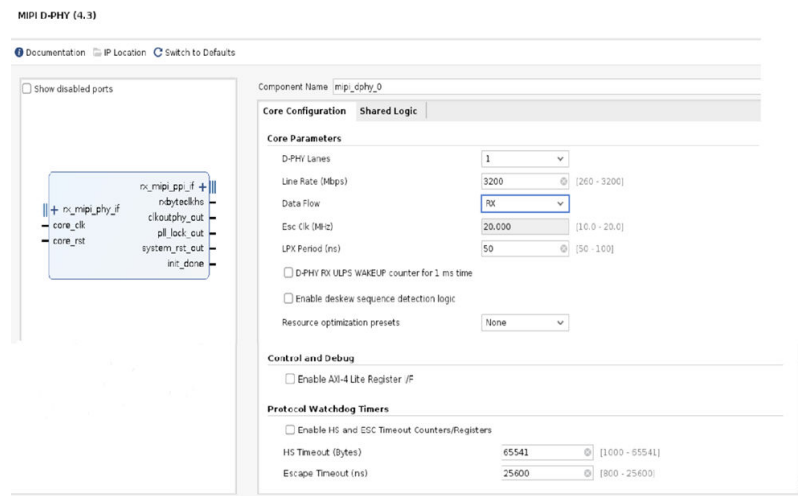 MIPI D-PHY (4.3)
Documentation IP Location Switch to Defaults
Show disabled ports
rx_mipi_phy_if
core_clk
core_rst
rx_mipi_ppi_if
rxbyteclkhs
clkoutphy_out
pll_lock_out
system_rst_out
init_done
Component Name mipi_dphy_0
Core Configuration Shared Logic
Core Parameters
D-PHY Lanes 1
Line Rate (Mbps) 3200 [260 - 3200]
Data Flow RX
Esc Clk (MHz) 20.000 [10.0 - 20.0]
LPX Period (ns) 50 [50 - 100]
D-PHY RX ULPS WAKEUP counter for 1 ms time
Enable deskew sequence detection logic
Resource optimization presets None
Control and Debug
Enable AXI-4 Lite Register I/F
Protocol Watchdog Timers
Enable HS and ESC Timeout Counters/Registers
HS Timeout (Bytes) 65541 [1000 - 65541]
Escape Timeout (ns) 25600 [800 - 25600]